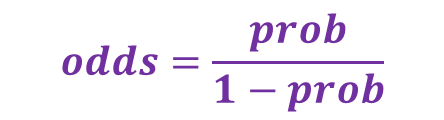 odds = prob / 1 − prob